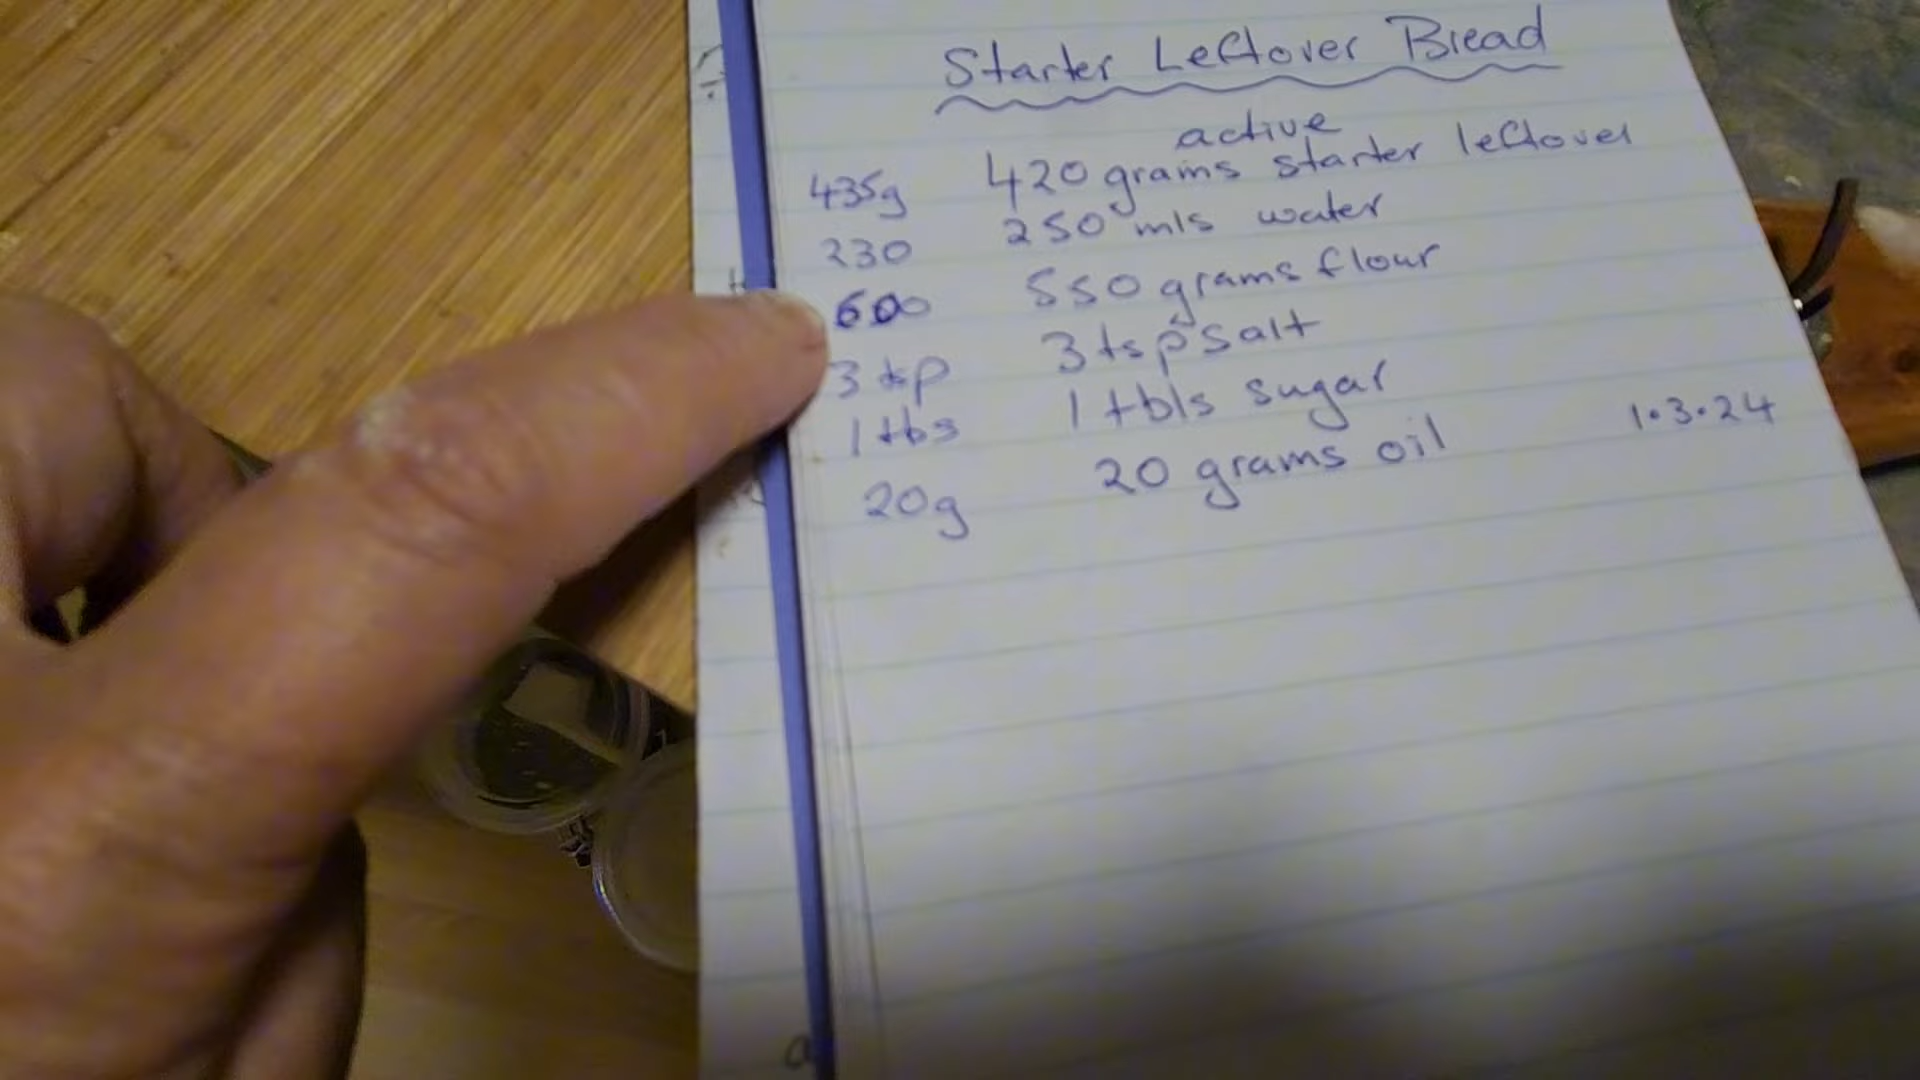 Starter Leftover Bread
active
435g 420 grams starter leftover
230 250 mls water
600 550 grams flour
3 tsp 3 tsp salt
1 tbs 1 tbls sugar
20g 20 grams oil 1.3.24